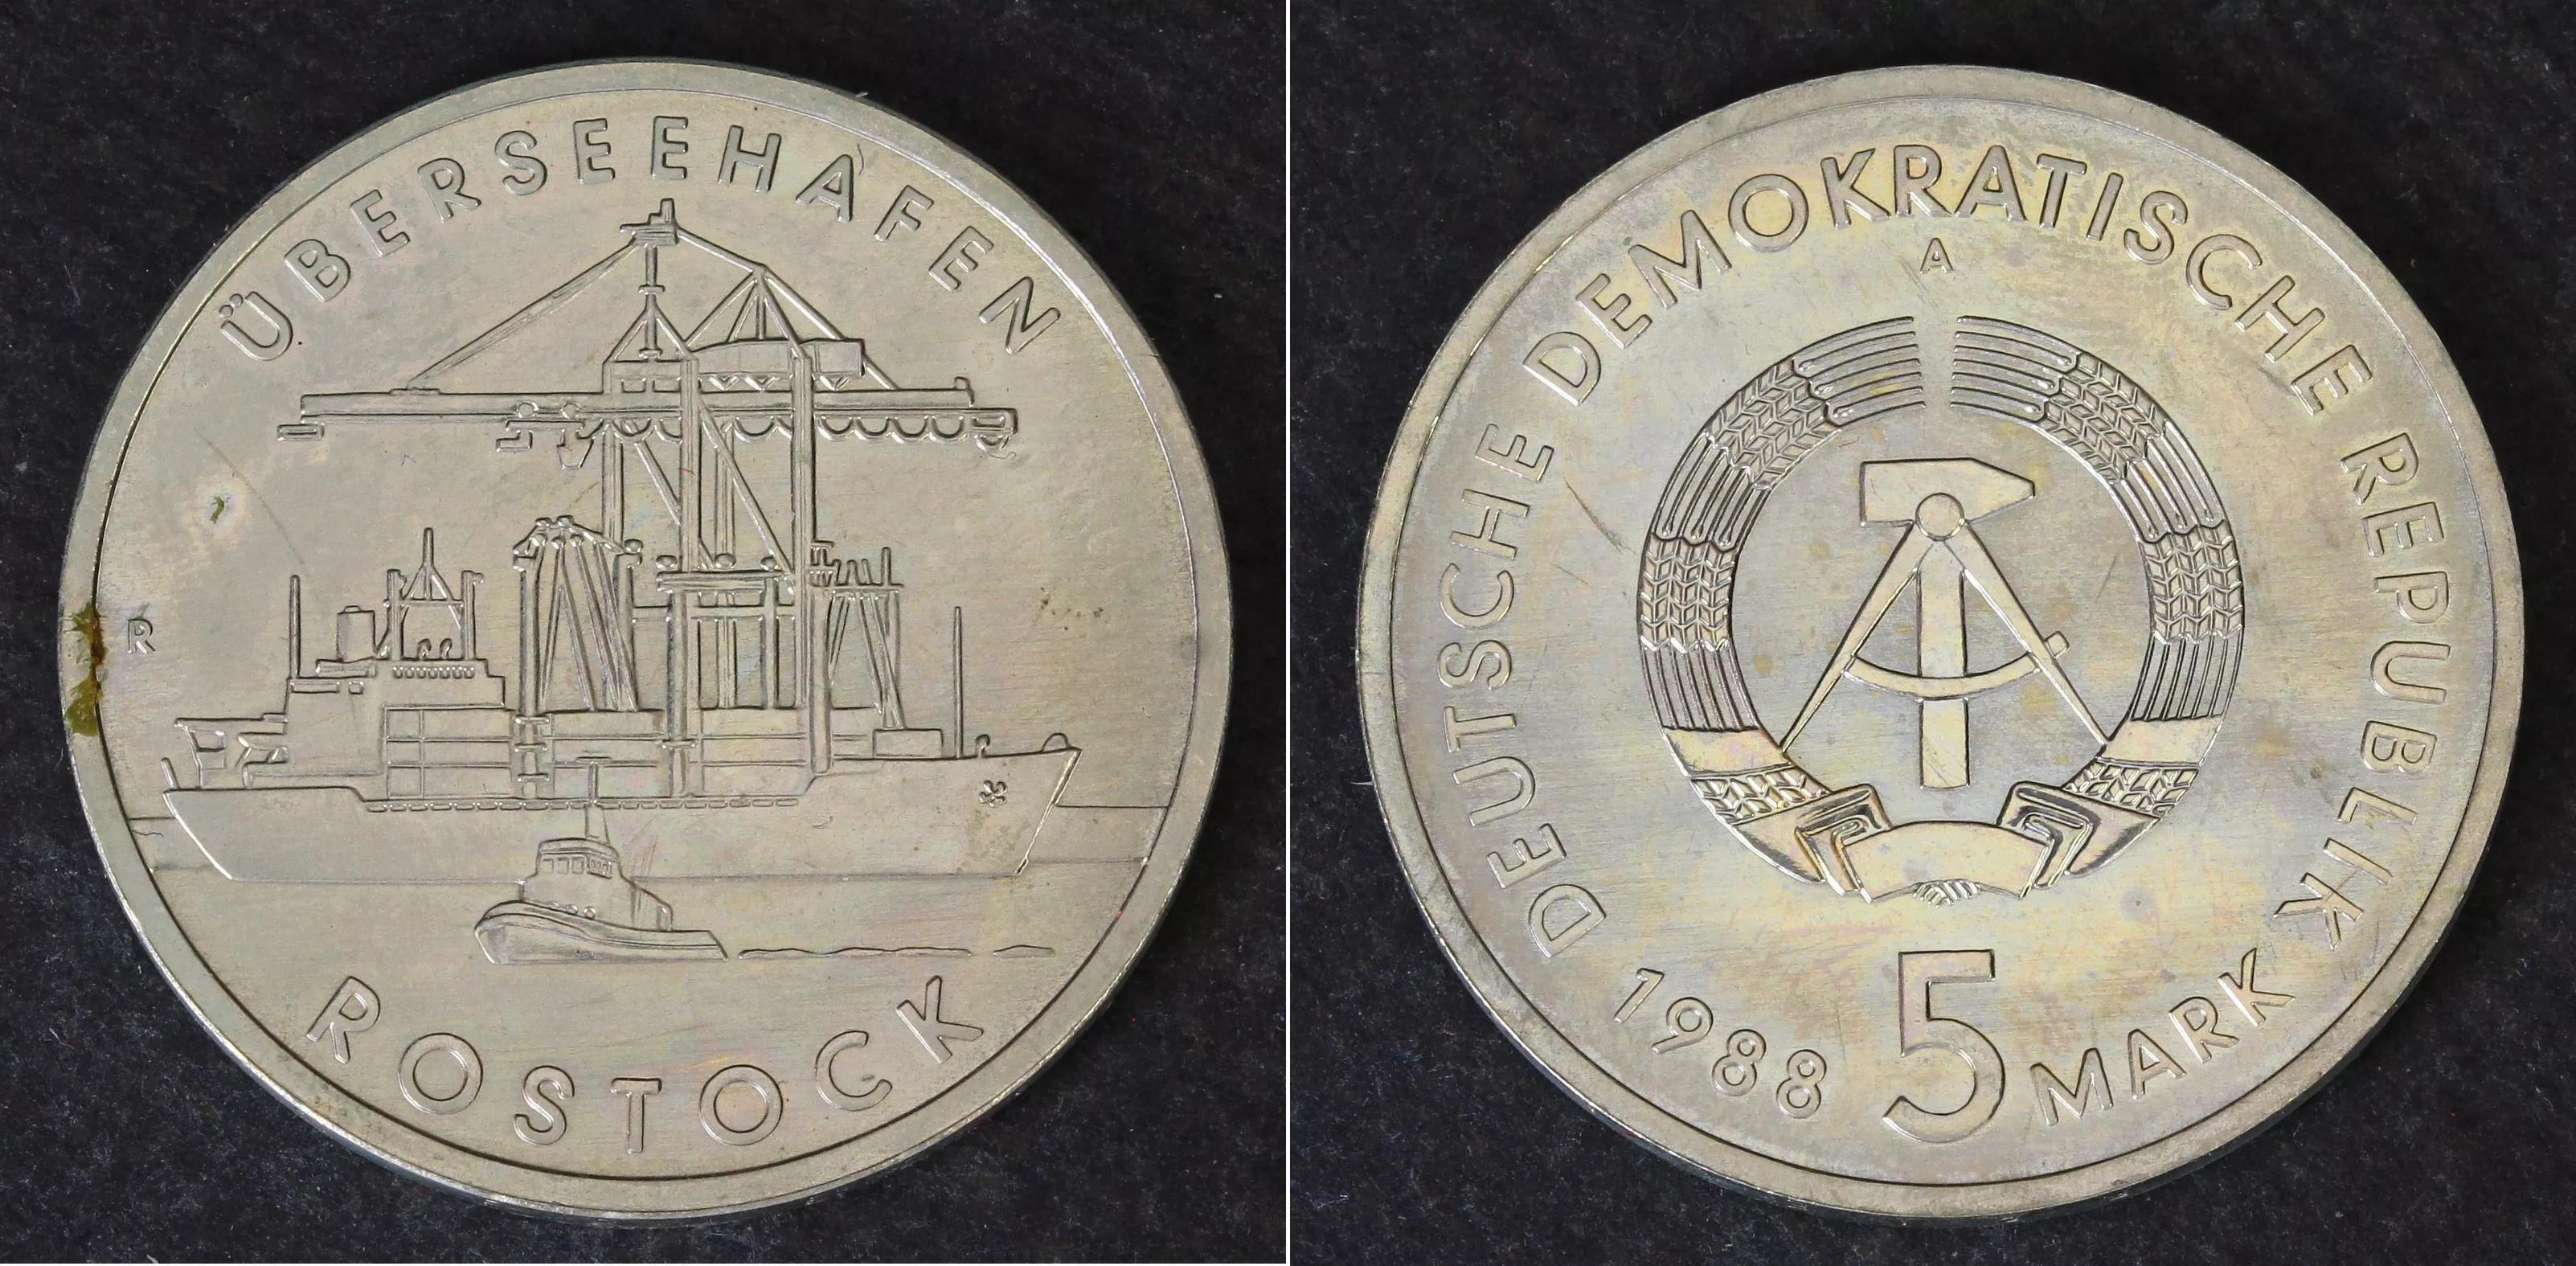 ÜBERSEEHAFEN
R
ROSTOCK
DEUTSCHE DEMOKRATISCHE REPUBLIK
A
1988 5 MARK